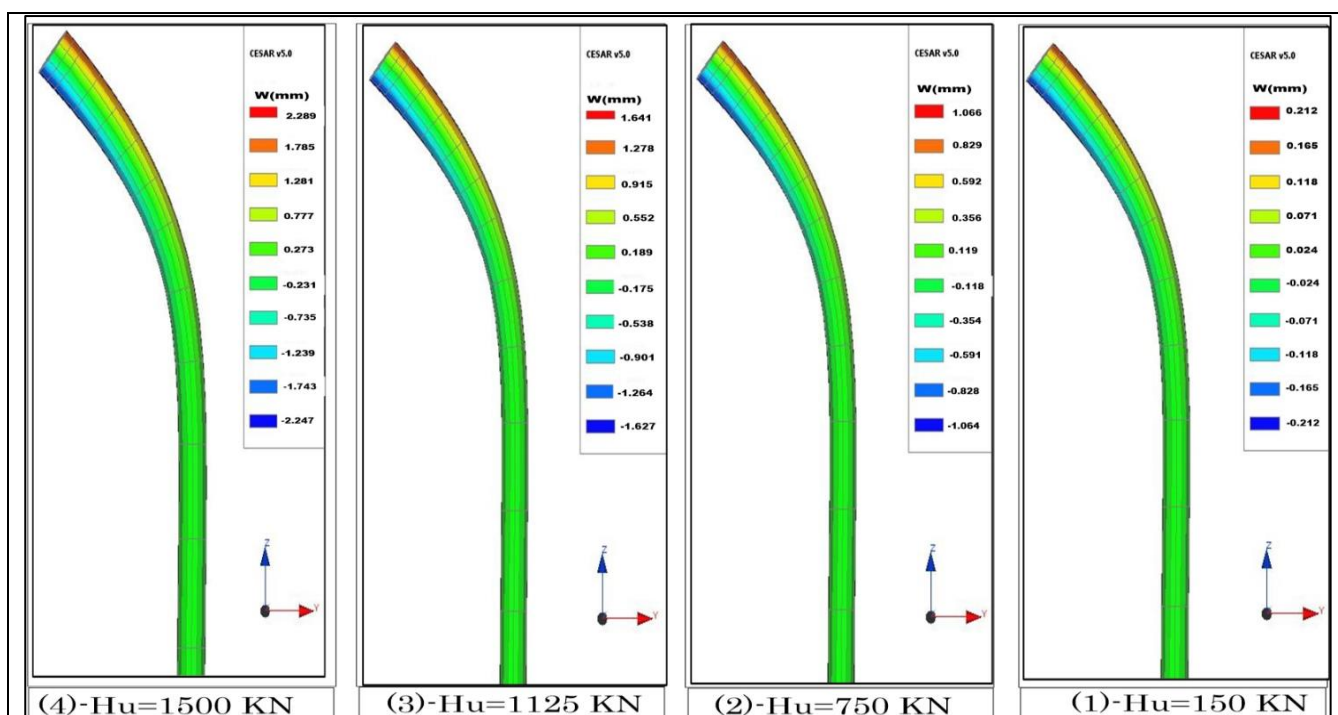 CESAR v5.0
W(mm)
2.289
1.785
1.281
0.777
0.273
-0.231
-0.735
-1.239
-1.743
-2.247
Z
Y
(4)-Hu=1500 KN
CESAR v5.0
W(mm)
1.641
1.278
0.915
0.552
0.189
-0.175
-0.538
-0.901
-1.264
-1.627
Z
Y
(3)-Hu=1125 KN
CESAR v5.0
W(mm)
1.066
0.829
0.592
0.356
0.119
-0.118
-0.354
-0.591
-0.828
-1.064
Z
Y
(2)-Hu=750 KN
CESAR v5.0
W(mm)
0.212
0.165
0.118
0.071
0.024
-0.024
-0.071
-0.118
-0.165
-0.212
Z
Y
(1)-Hu=150 KN